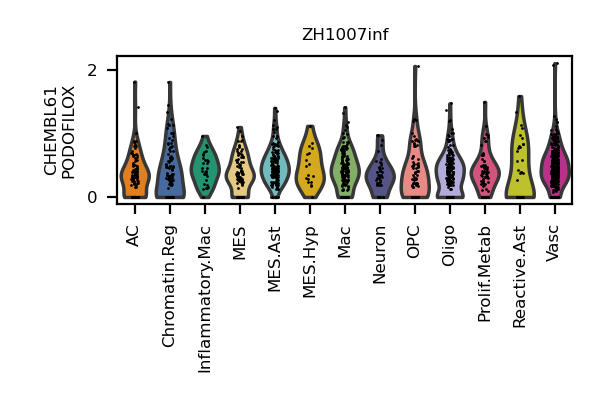 ZH1007inf
CHEMBL61
PODOFILOX
2
0
AC
Chromatin.Reg
Inflammatory.Mac
MES
MES.Ast
MES.Hyp
Mac
Neuron
OPC
Oligo
Prolif.Metab
Reactive.Ast
Vasc